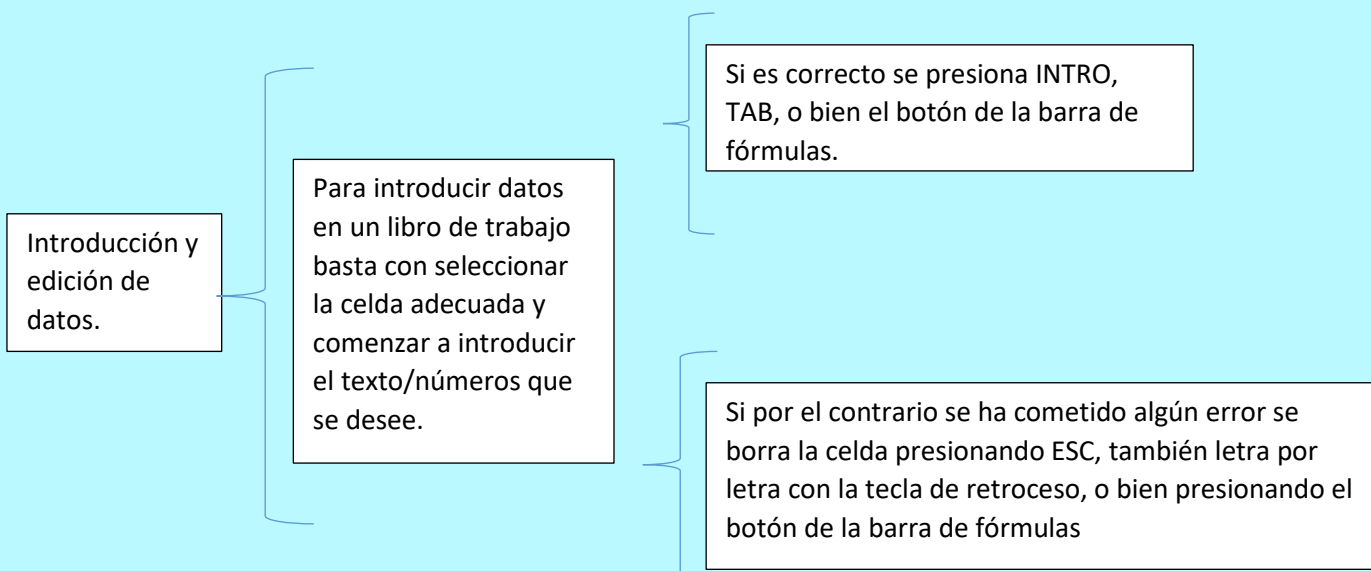 Introducción y
edición de
datos.
Para introducir datos
en un libro de trabajo
basta con seleccionar
la celda adecuada y
comenzar a introducir
el texto/números que
se desee.
Si es correcto se presiona INTRO,
TAB, o bien el botón de la barra de
fórmulas.
Si por el contrario se ha cometido algún error se
borra la celda presionando ESC, también letra por
letra con la tecla de retroceso, o bien presionando el
botón de la barra de fórmulas